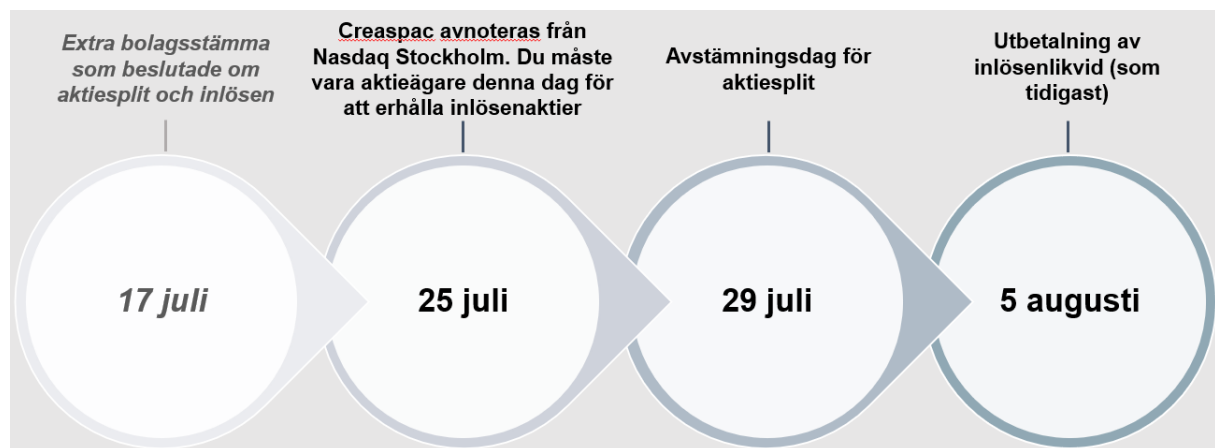 Extra bolagsstämma
som beslutade om
aktiesplit och inlösen
Creaspac avnoteras från
Nasdaq Stockholm. Du måste
vara aktieägare denna dag för
att erhålla inlösenaktier
Avstämningsdag för
aktiesplit
Utbetalning av
inlösenlikvid (som
tidigast)
17 juli
25 juli
29 juli
5 augusti